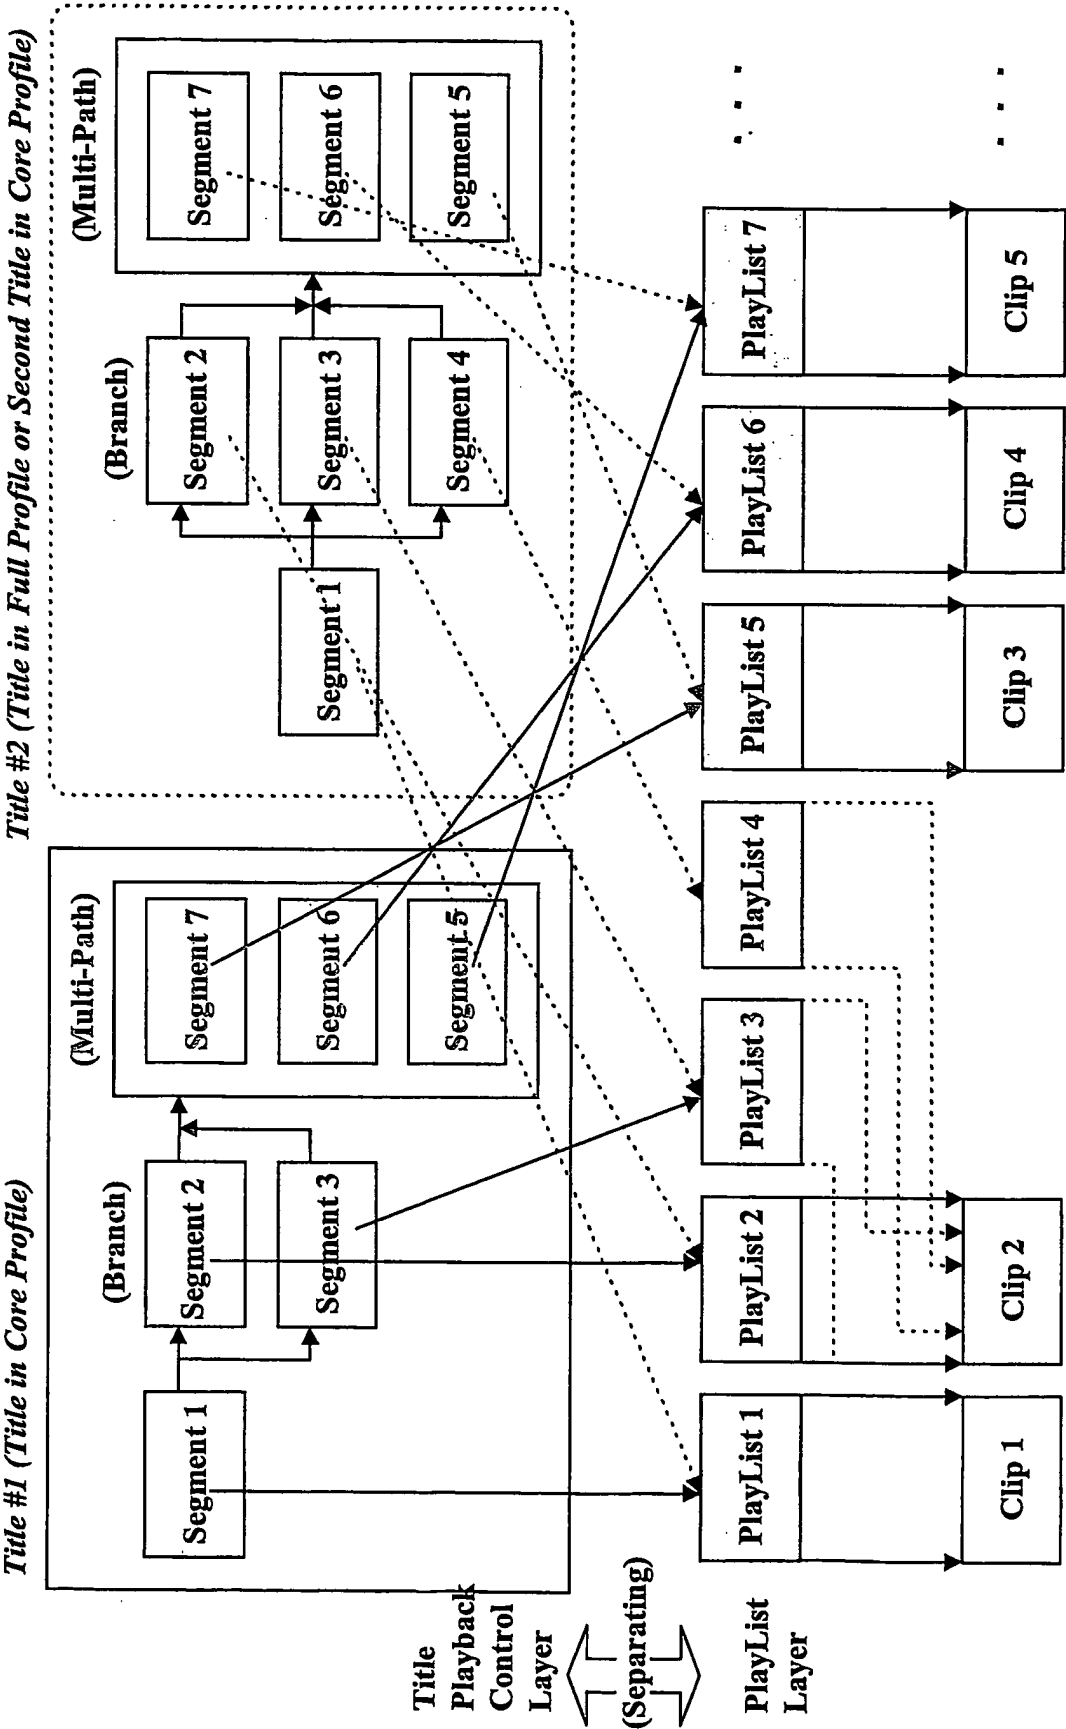 Title #1 (Title in Core Profile)
Title #2 (Title in Full Profile or Second Title in Core Profile)
(Branch)
(Multi-Path)
Segment 1
Segment 2
Segment 3
Segment 7
Segment 6
Segment 5
(Branch)
(Multi-Path)
Segment 1
Segment 2
Segment 3
Segment 4
Segment 7
Segment 6
Segment 5
Title
Playback
Control
Layer
(Separating)
PlayList
Layer
PlayList 1
PlayList 2
PlayList 3
PlayList 4
PlayList 5
PlayList 6
PlayList 7
. . .
Clip 1
Clip 2
Clip 3
Clip 4
Clip 5
. . .